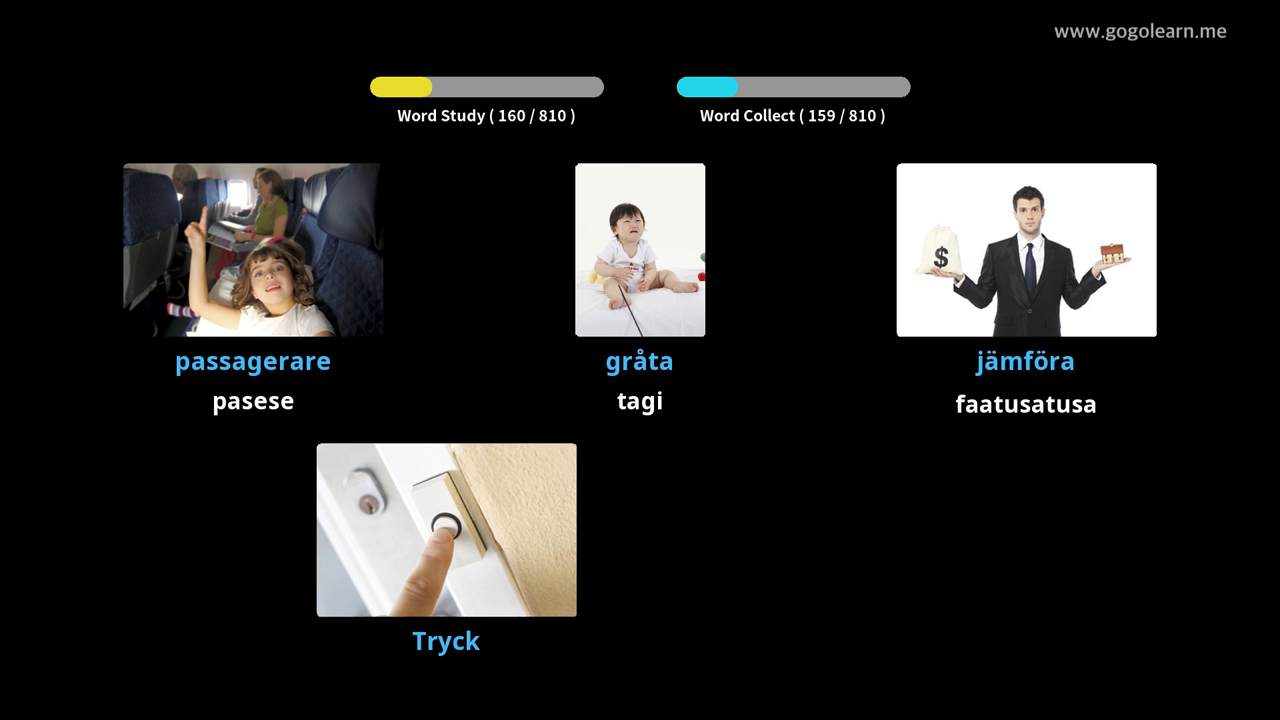 www.gogolearn.me
Word Study ( 160 / 810 )
Word Collect ( 159 / 810 )
$
passagerare
gråta
jämföra
pasese
tagi
faatusatusa
Tryck